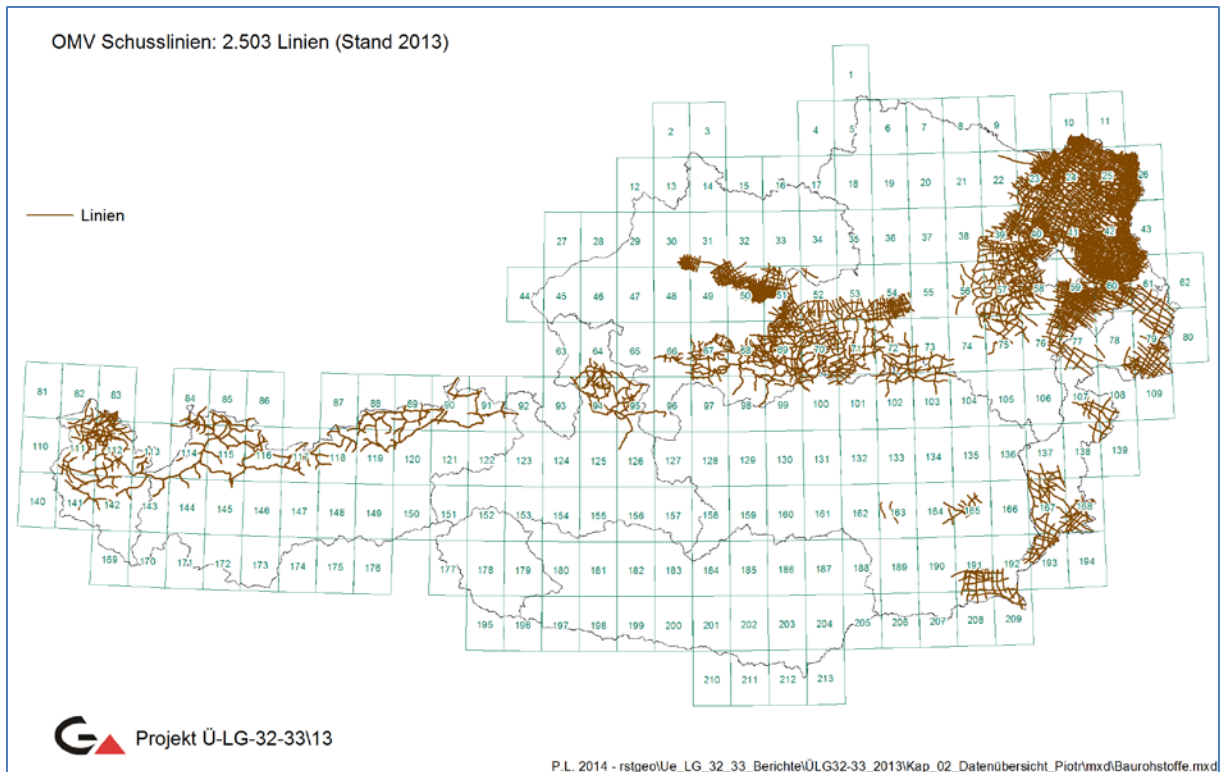 OMV Schusslinien: 2.503 Linien (Stand 2013)
1
2 3 4 5 6 7 8 9 10 11
12 13 14 15 16 17 18 19 20 21 22 23 24 25 26
27 28 29 30 31 32 33 34 35 36 37 38 39 40 41 42 43
Linien
44 45 46 47 48 49 50 51 52 53 54 55 56 57 58 59 60 61 62
63 64 65 66 67 68 69 70 71 72 73 74 75 76 77 78 79 80
81 82 83 84 85 86 87 88 89 90 91 92 93 94 95 96 97 98 99 100 101 102 103 104 105 106 107 108 109
110 111 112 113 114 115 116 117 118 119 120 121 122 123 124 125 126 127 128 129 130 131 132 133 134 135 136 137 138 139
140 141 142 143 144 145 146 147 148 149 150 151 152 153 154 155 156 157 158 159 160 161 162 163 164 165 166 167 168
169 170 171 172 173 174 175 176 177 178 179 180 181 182 183 184 185 186 187 188 189 190 191 192 193 194
195 196 197 198 199 200 201 202 203 204 205 206 207 208 209
210 211 212 213
Projekt Ü-LG-32-33\13
P.L. 2014 - rstgeo\Ue_LG_32_33_Berichte\ÜLG32-33_2013\Kap_02_Datenübersicht_Piotr\mxd\Baurohstoffe.mxd